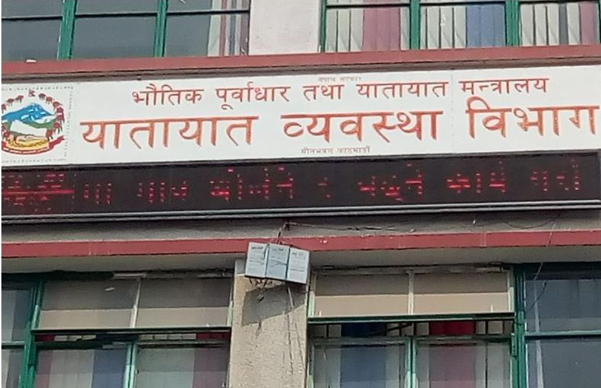 नेपाल सरकार
भौतिक पूर्वाधार तथा यातायात मन्त्रालय
यातायात व्यवस्था विभाग
मीनभवन, काठमाडौं